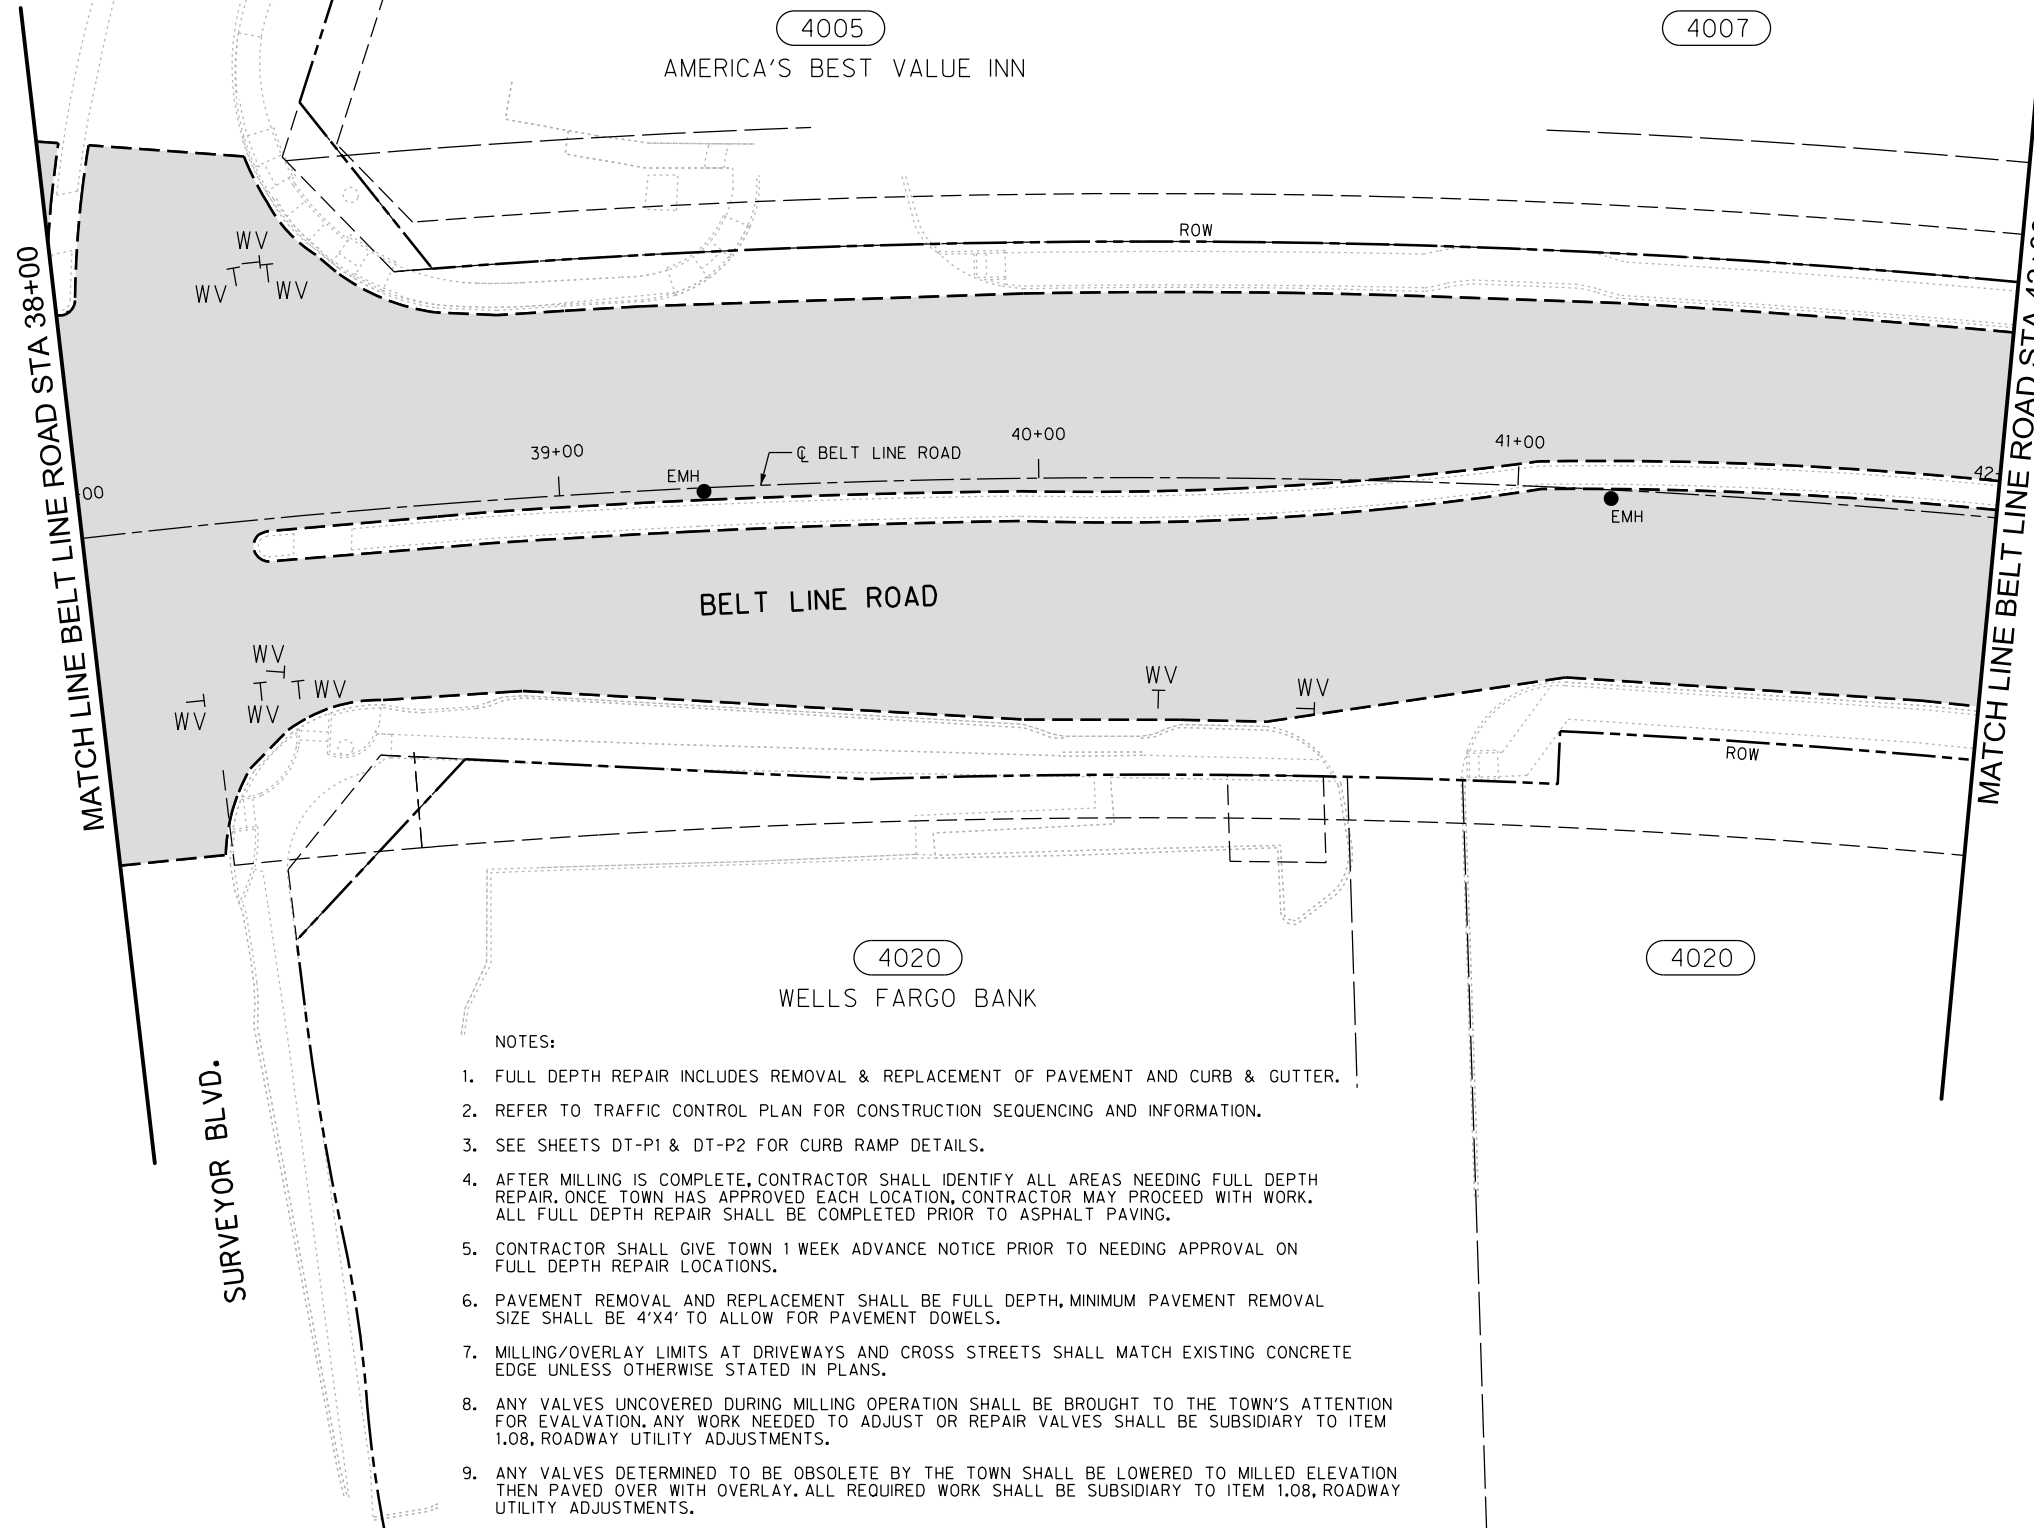 4005
4007
AMERICA'S BEST VALUE INN
ROW
WV
WV
WV
MATCH LINE BELT LINE ROAD STA 38+00
39+00
℄ BELT LINE ROAD
40+00
41+00
42
00
EMH
EMH
BELT LINE ROAD
WV
WV
WV
WV
WV
WV
ROW
MATCH LINE BELT LINE ROAD STA
4020
4020
WELLS FARGO BANK
SURVEYOR BLVD.
NOTES:
1. FULL DEPTH REPAIR INCLUDES REMOVAL & REPLACEMENT OF PAVEMENT AND CURB & GUTTER.
2. REFER TO TRAFFIC CONTROL PLAN FOR CONSTRUCTION SEQUENCING AND INFORMATION.
3. SEE SHEETS DT-P1 & DT-P2 FOR CURB RAMP DETAILS.
4. AFTER MILLING IS COMPLETE, CONTRACTOR SHALL IDENTIFY ALL AREAS NEEDING FULL DEPTH
REPAIR. ONCE TOWN HAS APPROVED EACH LOCATION, CONTRACTOR MAY PROCEED WITH WORK.
ALL FULL DEPTH REPAIR SHALL BE COMPLETED PRIOR TO ASPHALT PAVING.
5. CONTRACTOR SHALL GIVE TOWN 1 WEEK ADVANCE NOTICE PRIOR TO NEEDING APPROVAL ON
FULL DEPTH REPAIR LOCATIONS.
6. PAVEMENT REMOVAL AND REPLACEMENT SHALL BE FULL DEPTH, MINIMUM PAVEMENT REMOVAL
SIZE SHALL BE 4'X4' TO ALLOW FOR PAVEMENT DOWELS.
7. MILLING/OVERLAY LIMITS AT DRIVEWAYS AND CROSS STREETS SHALL MATCH EXISTING CONCRETE
EDGE UNLESS OTHERWISE STATED IN PLANS.
8. ANY VALVES UNCOVERED DURING MILLING OPERATION SHALL BE BROUGHT TO THE TOWN'S ATTENTION
FOR EVALVATION. ANY WORK NEEDED TO ADJUST OR REPAIR VALVES SHALL BE SUBSIDIARY TO ITEM
1.08, ROADWAY UTILITY ADJUSTMENTS.
9. ANY VALVES DETERMINED TO BE OBSOLETE BY THE TOWN SHALL BE LOWERED TO MILLED ELEVATION
THEN PAVED OVER WITH OVERLAY. ALL REQUIRED WORK SHALL BE SUBSIDIARY TO ITEM 1.08, ROADWAY
UTILITY ADJUSTMENTS.